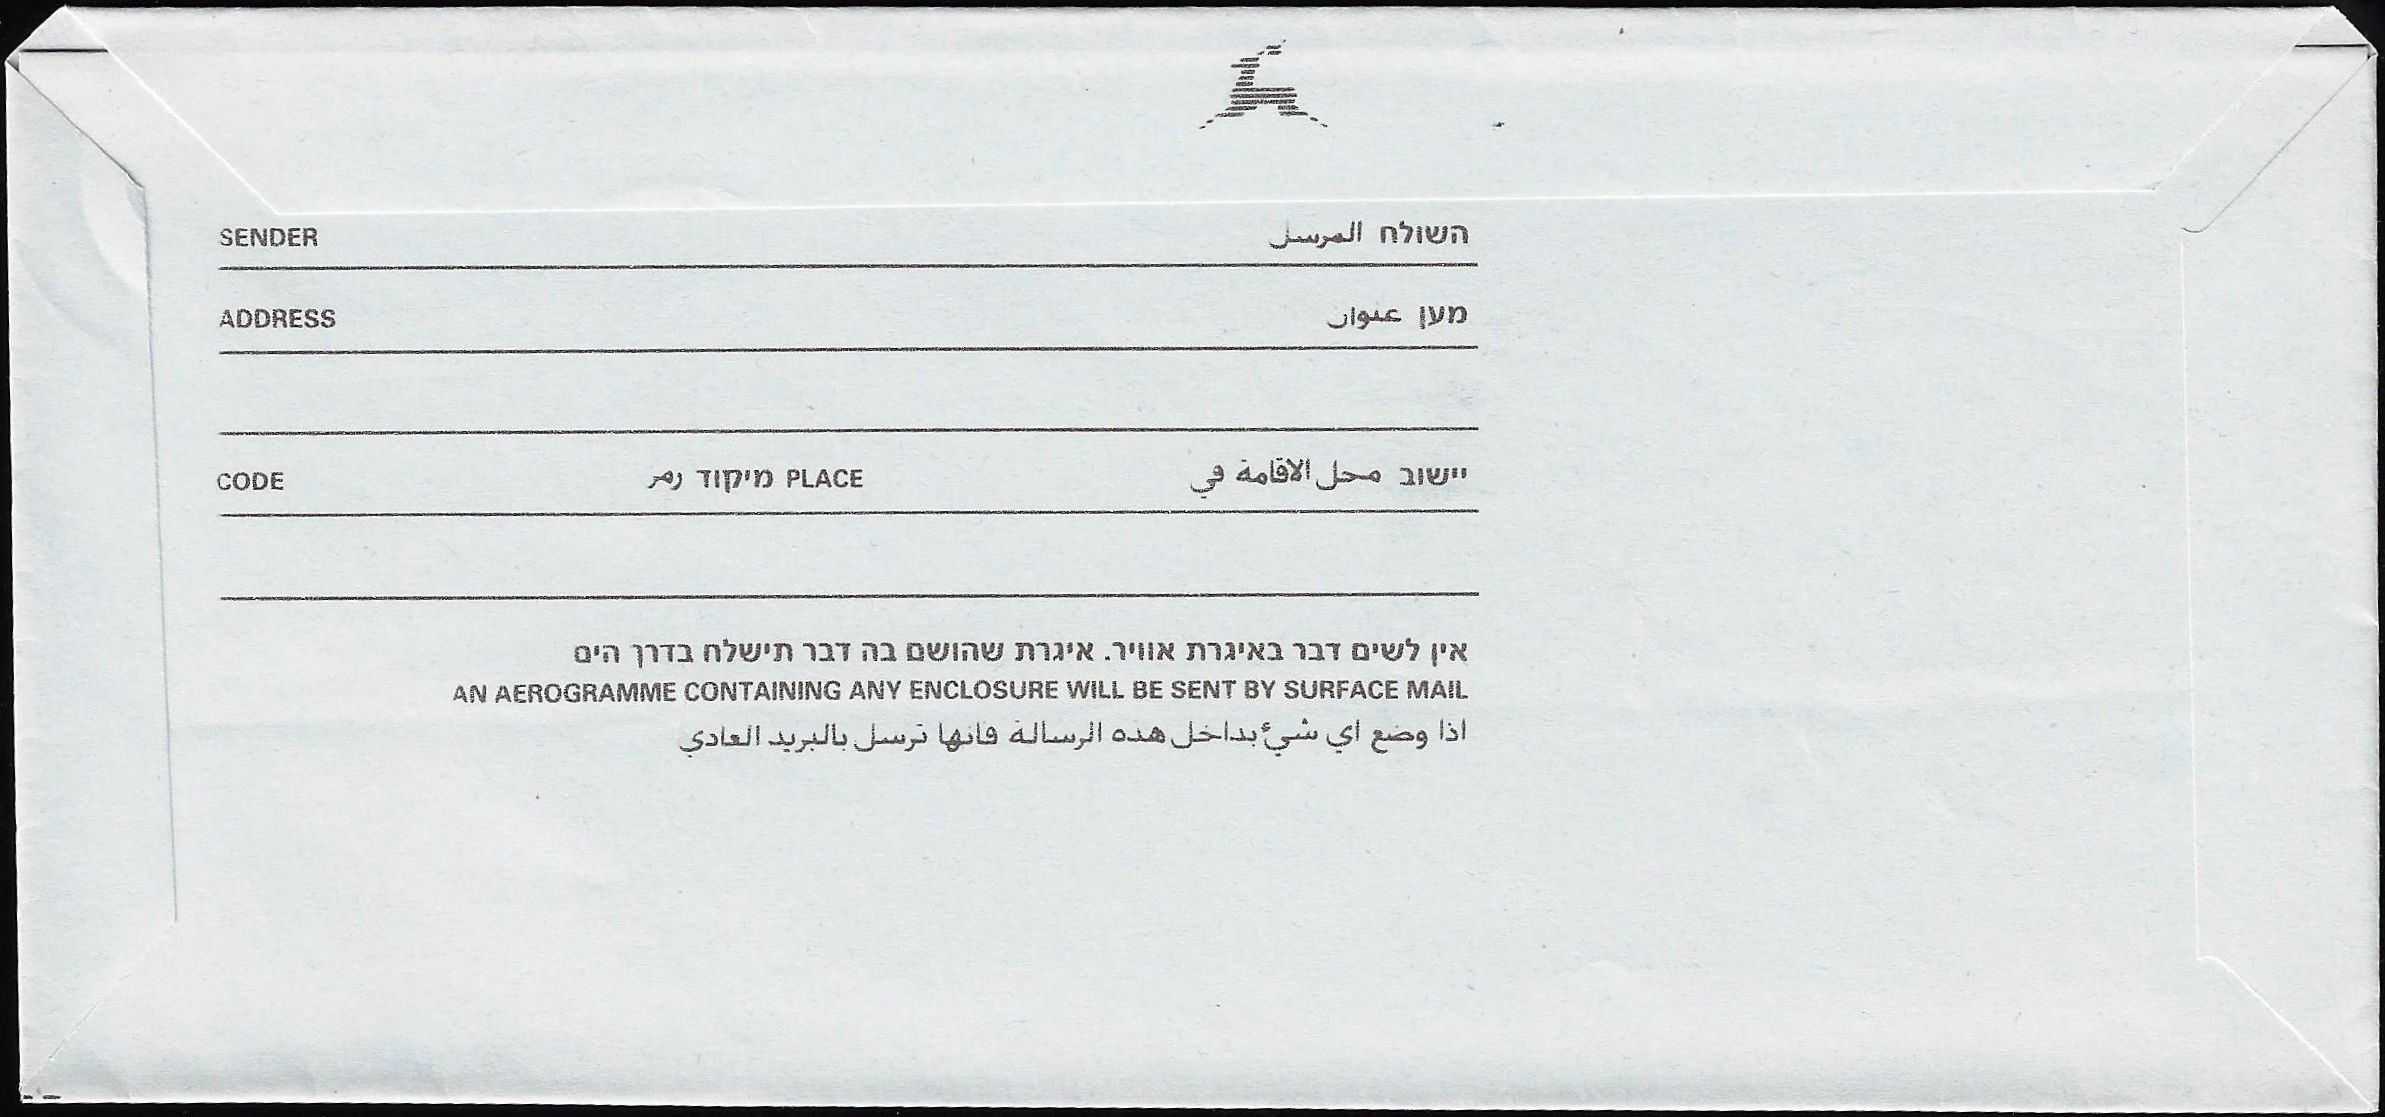 SENDER השולח المرسل
ADDRESS מען عنوان
CODE מיקוד رمز PLACE יישוב محل الاقامة في
אין לשים דבר באיגרת אוויר. איגרת שהושם בה דבר תישלח בדרך הים
AN AEROGRAMME CONTAINING ANY ENCLOSURE WILL BE SENT BY SURFACE MAIL
اذا وضع اي شيء بداخل هذه الرسالة فانها ترسل بالبريد العادي